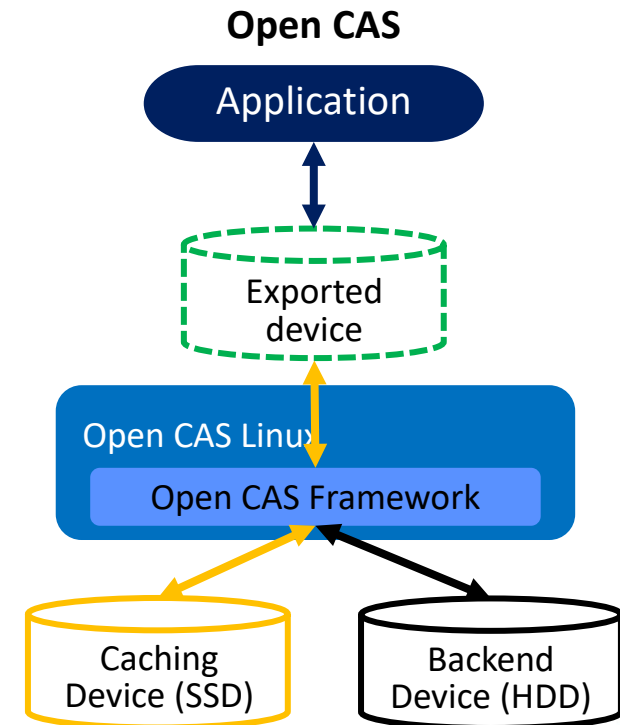 Open CAS
Application
Exported
device
Open CAS Linux
Open CAS Framework
Caching
Device (SSD)
Backend
Device (HDD)